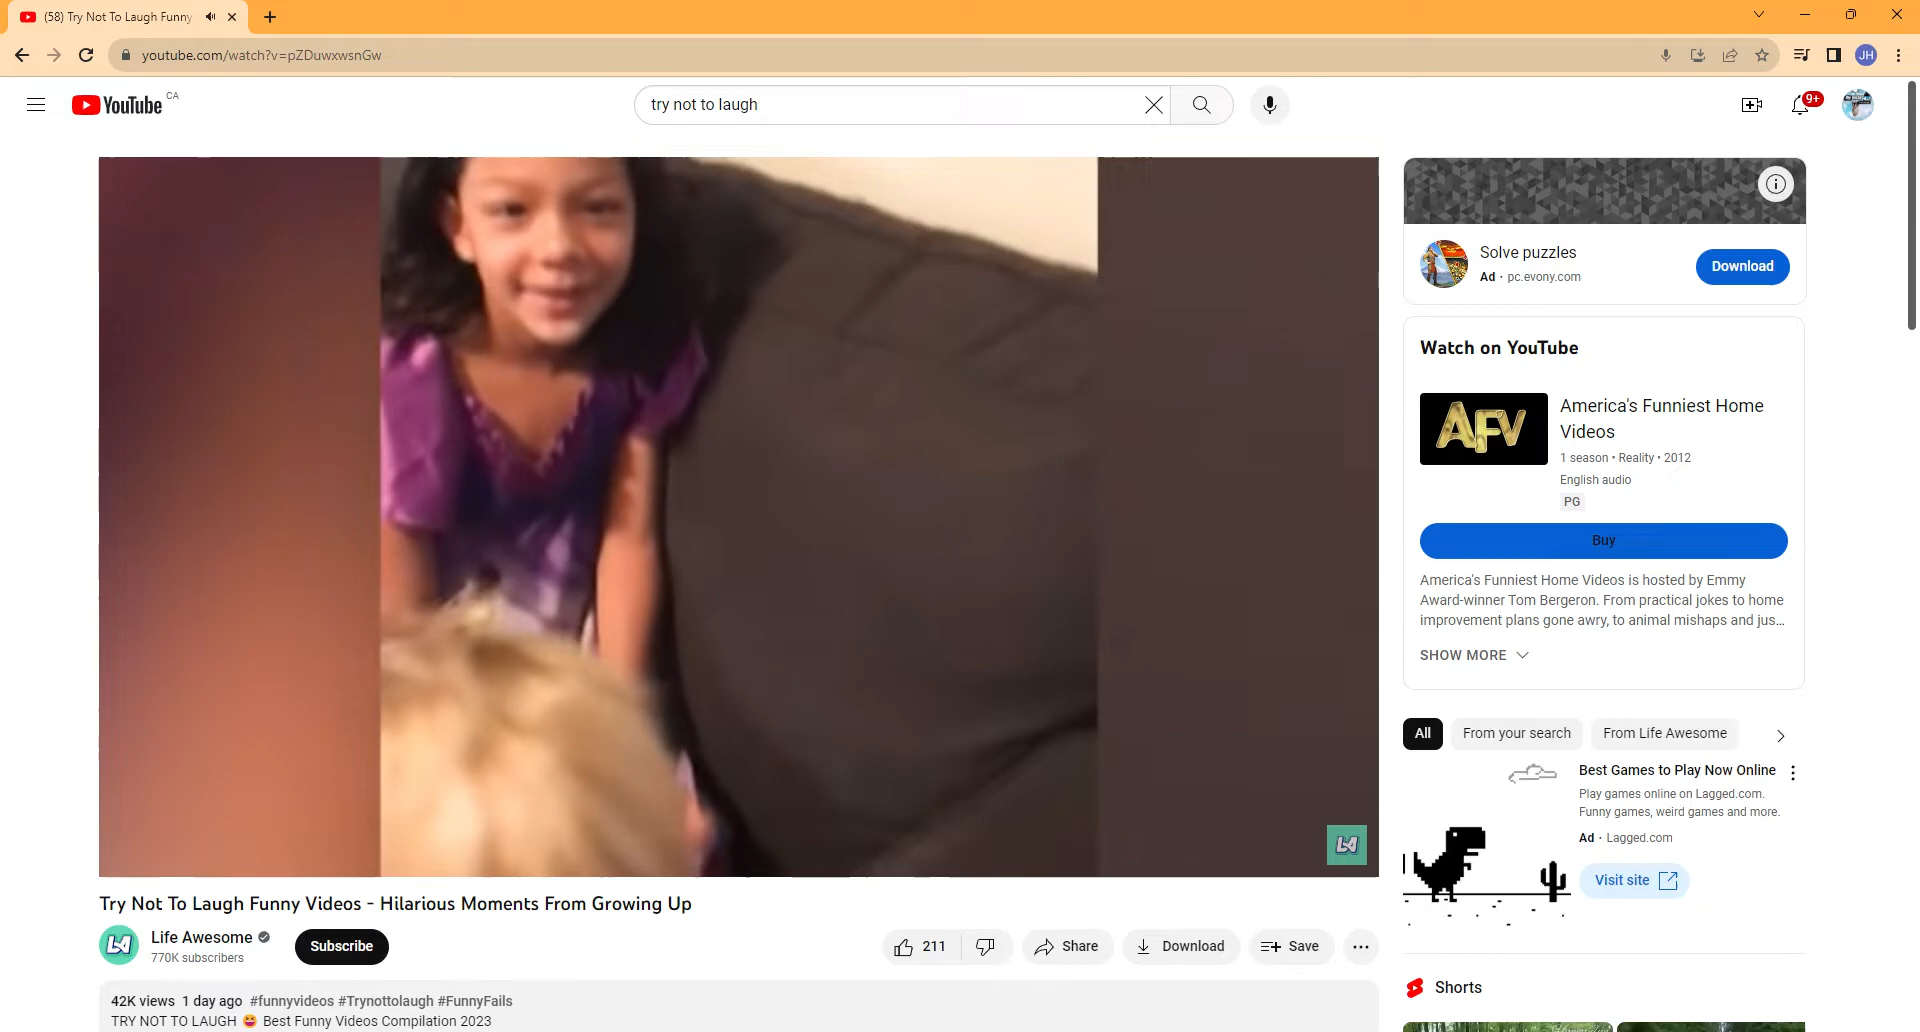 (58) Try Not To Laugh Funny
youtube.com/watch?v=pZDuwxwsnGw
JH
YouTube CA
try not to laugh
9+
Solve puzzles
Ad · pc.evony.com
Download
Watch on YouTube
AFV
America's Funniest Home
Videos
1 season • Reality • 2012
English audio
PG
Buy
America's Funniest Home Videos is hosted by Emmy
Award-winner Tom Bergeron. From practical jokes to home
improvement plans gone awry, to animal mishaps and jus...
SHOW MORE
All From your search From Life Awesome
Best Games to Play Now Online
Play games online on Lagged.com.
Funny games, weird games and more.
Ad · Lagged.com
Visit site
Shorts
LA
Try Not To Laugh Funny Videos - Hilarious Moments From Growing Up
LA
Life Awesome
770K subscribers
Subscribe
211 Share Download Save
42K views 1 day ago #funnyvideos #Trynottolaugh #FunnyFails
TRY NOT TO LAUGH 😆 Best Funny Videos Compilation 2023